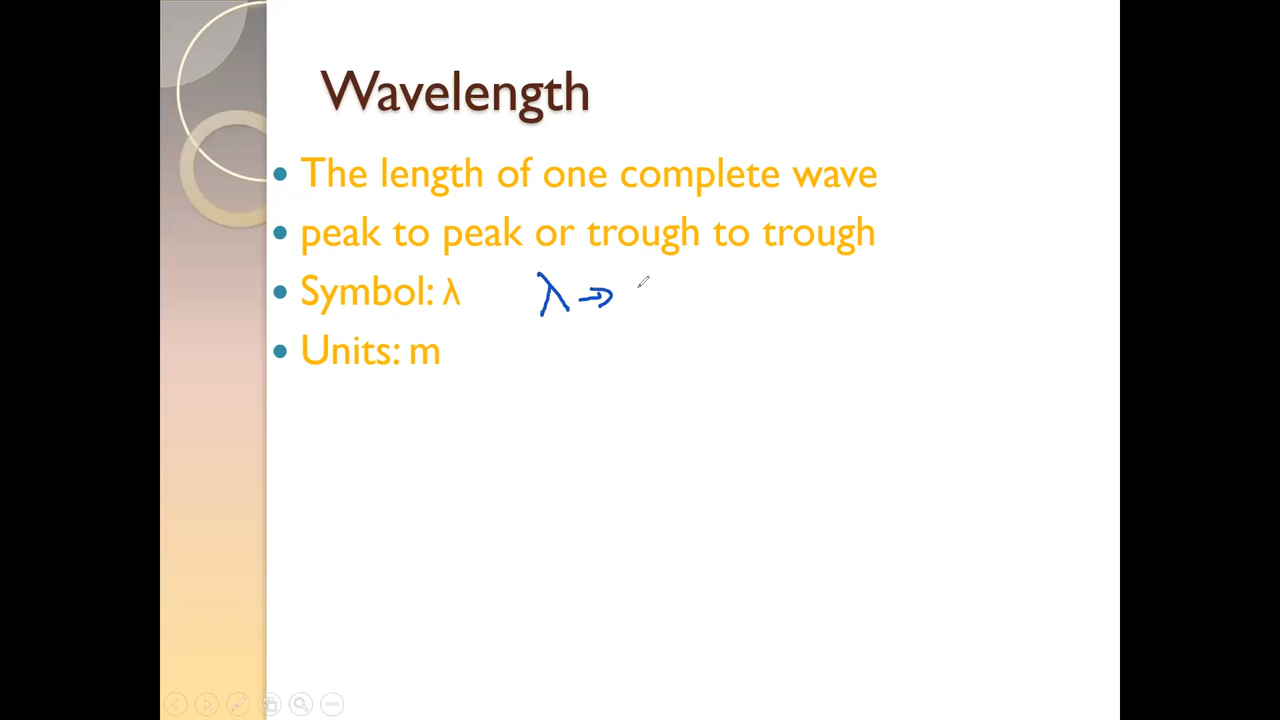 Wavelength
• The length of one complete wave
• peak to peak or trough to trough
• Symbol: λ λ →
• Units: m